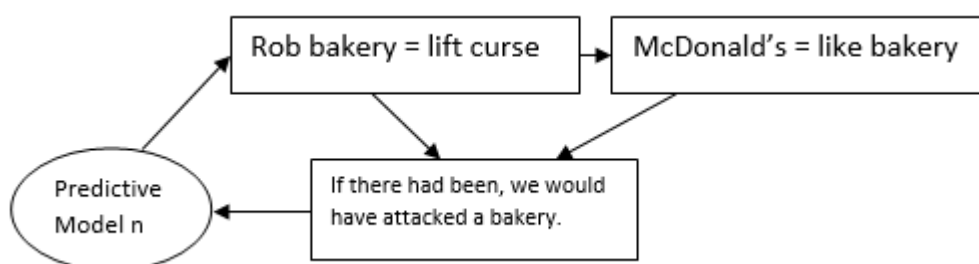 Rob bakery = lift curse
McDonald’s = like bakery
If there had been, we would
have attacked a bakery.
Predictive
Model n